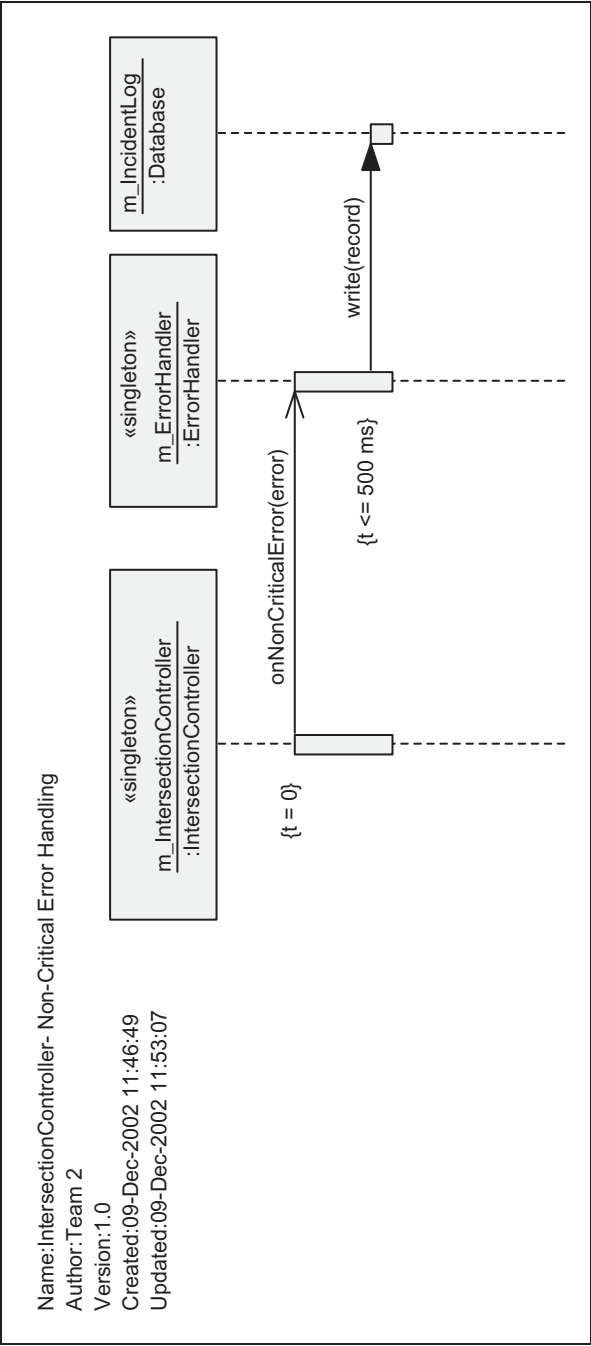 Name:IntersectionController- Non-Critical Error Handling
Author:Team 2
Version:1.0
Created:09-Dec-2002 11:46:49
Updated:09-Dec-2002 11:53:07
«singleton»
m_IntersectionController
:IntersectionController
«singleton»
m_ErrorHandler
:ErrorHandler
m_IncidentLog
:Database
{t = 0}
onNonCriticalError(error)
{t <= 500 ms}
write(record)